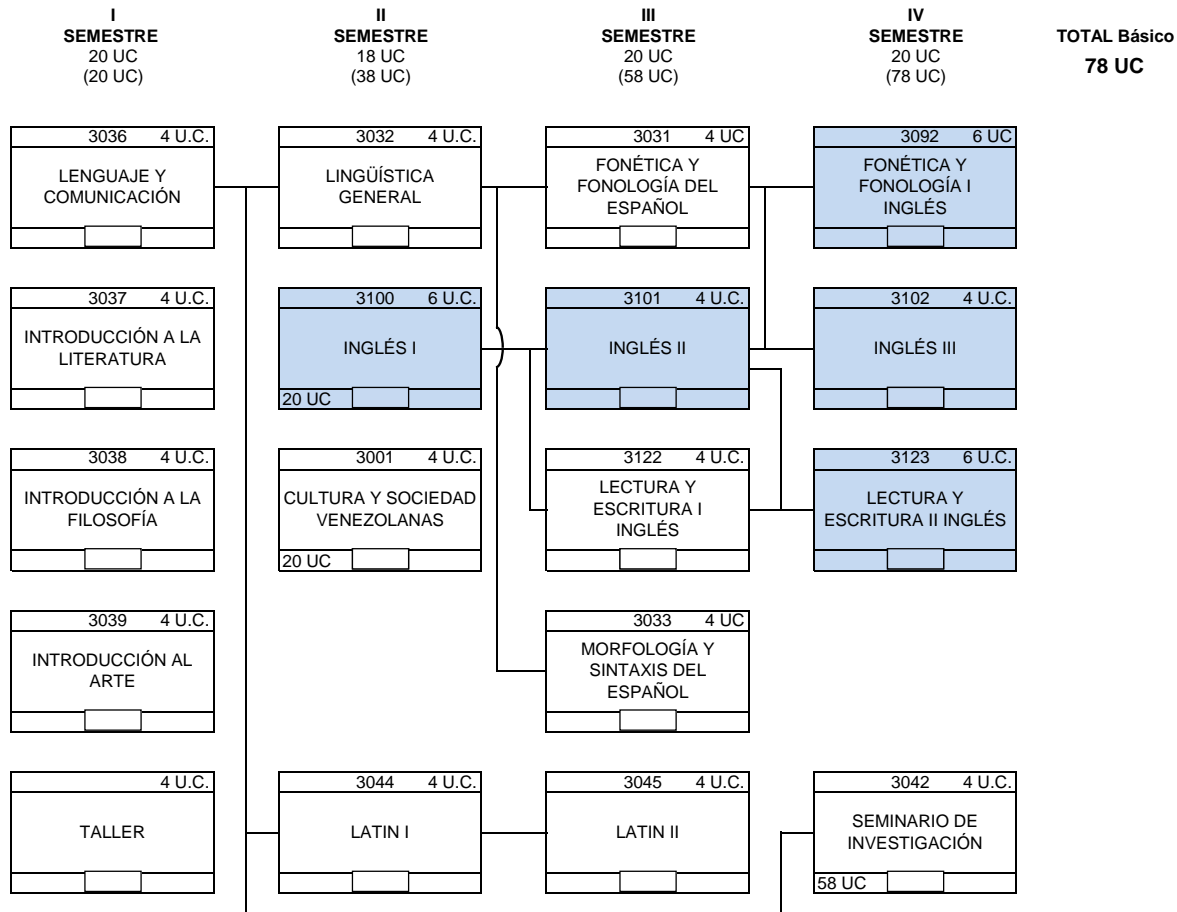 I
SEMESTRE
20 UC
(20 UC)
II
SEMESTRE
18 UC
(38 UC)
III
SEMESTRE
20 UC
(58 UC)
IV
SEMESTRE
20 UC
(78 UC)
TOTAL Básico
78 UC
3036 4 U.C.
LENGUAJE Y
COMUNICACIÓN
3032 4 U.C.
LINGÜÍSTICA
GENERAL
3031 4 UC
FONÉTICA Y
FONOLOGÍA DEL
ESPAÑOL
3092 6 UC
FONÉTICA Y
FONOLOGÍA I
INGLÉS
3037 4 U.C.
INTRODUCCIÓN A LA
LITERATURA
3100 6 U.C.
INGLÉS I
20 UC
3101 4 U.C.
INGLÉS II
3102 4 U.C.
INGLÉS III
3038 4 U.C.
INTRODUCCIÓN A LA
FILOSOFÍA
3001 4 U.C.
CULTURA Y SOCIEDAD
VENEZOLANAS
20 UC
3122 4 U.C.
LECTURA Y
ESCRITURA I
INGLÉS
3123 6 U.C.
LECTURA Y
ESCRITURA II INGLÉS
3039 4 U.C.
INTRODUCCIÓN AL
ARTE
3033 4 UC
MORFOLOGÍA Y
SINTAXIS DEL
ESPAÑOL
4 U.C.
TALLER
3044 4 U.C.
LATIN I
3045 4 U.C.
LATIN II
3042 4 U.C.
SEMINARIO DE
INVESTIGACIÓN
58 UC